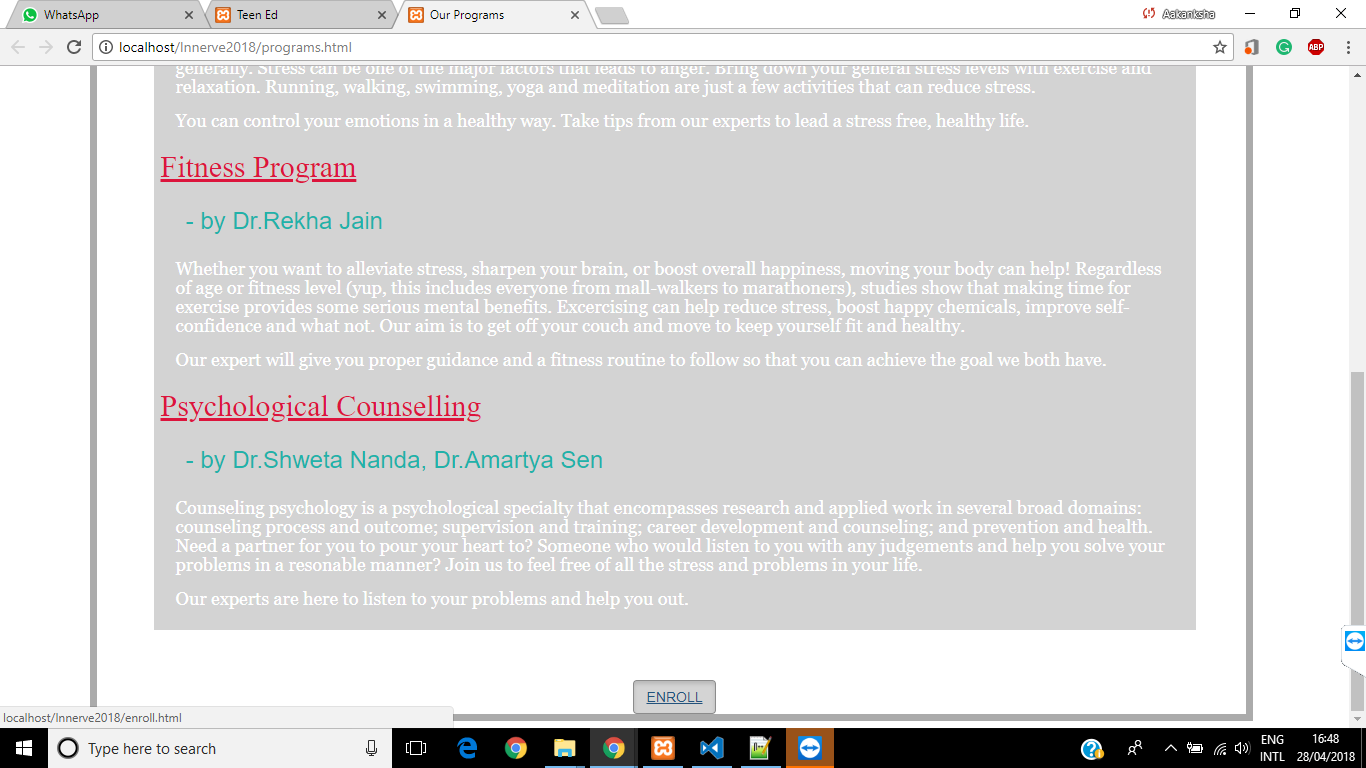 WhatsApp
Teen Ed
Our Programs
Aakanksha
localhost/Innerve2018/programs.html
ABP
generally. Stress can be one of the major factors that leads to anger. Bring down your general stress levels with exercise and
relaxation. Running, walking, swimming, yoga and meditation are just a few activities that can reduce stress.
You can control your emotions in a healthy way. Take tips from our experts to lead a stress free, healthy life.
Fitness Program
- by Dr.Rekha Jain
Whether you want to alleviate stress, sharpen your brain, or boost overall happiness, moving your body can help! Regardless
of age or fitness level (yup, this includes everyone from mall-walkers to marathoners), studies show that making time for
exercise provides some serious mental benefits. Excercising can help reduce stress, boost happy chemicals, improve self-
confidence and what not. Our aim is to get off your couch and move to keep yourself fit and healthy.
Our expert will give you proper guidance and a fitness routine to follow so that you can achieve the goal we both have.
Psychological Counselling
- by Dr.Shweta Nanda, Dr.Amartya Sen
Counseling psychology is a psychological specialty that encompasses research and applied work in several broad domains:
counseling process and outcome; supervision and training; career development and counseling; and prevention and health.
Need a partner for you to pour your heart to? Someone who would listen to you with any judgements and help you solve your
problems in a resonable manner? Join us to feel free of all the stress and problems in your life.
Our experts are here to listen to your problems and help you out.
ENROLL
localhost/Innerve2018/enroll.html
Type here to search
ENG
INTL
16:48
28/04/2018